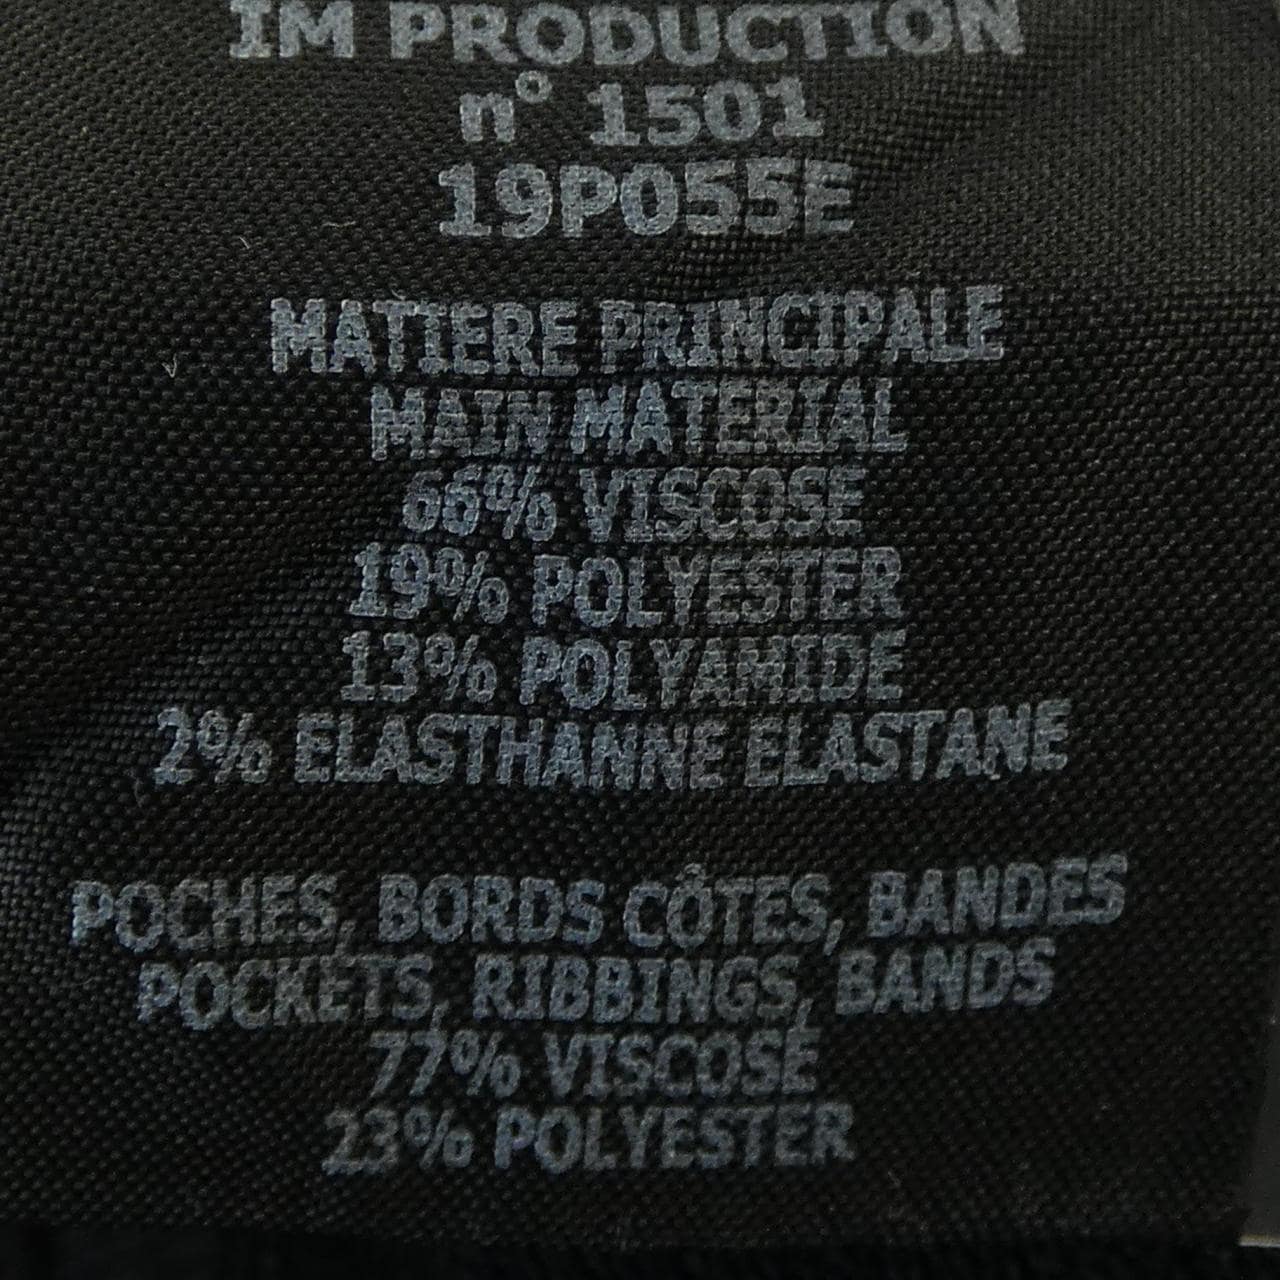 IM PRODUCTION
n° 1501
19P055E
MATIERE PRINCIPALE
MAIN MATERIAL
66% VISCOSE
19% POLYESTER
13% POLYAMIDE
2% ELASTHANNE ELASTANE
POCHES, BORDS CÔTES, BANDES
POCKETS, RIBBINGS, BANDS
77% VISCOSE
23% POLYESTER